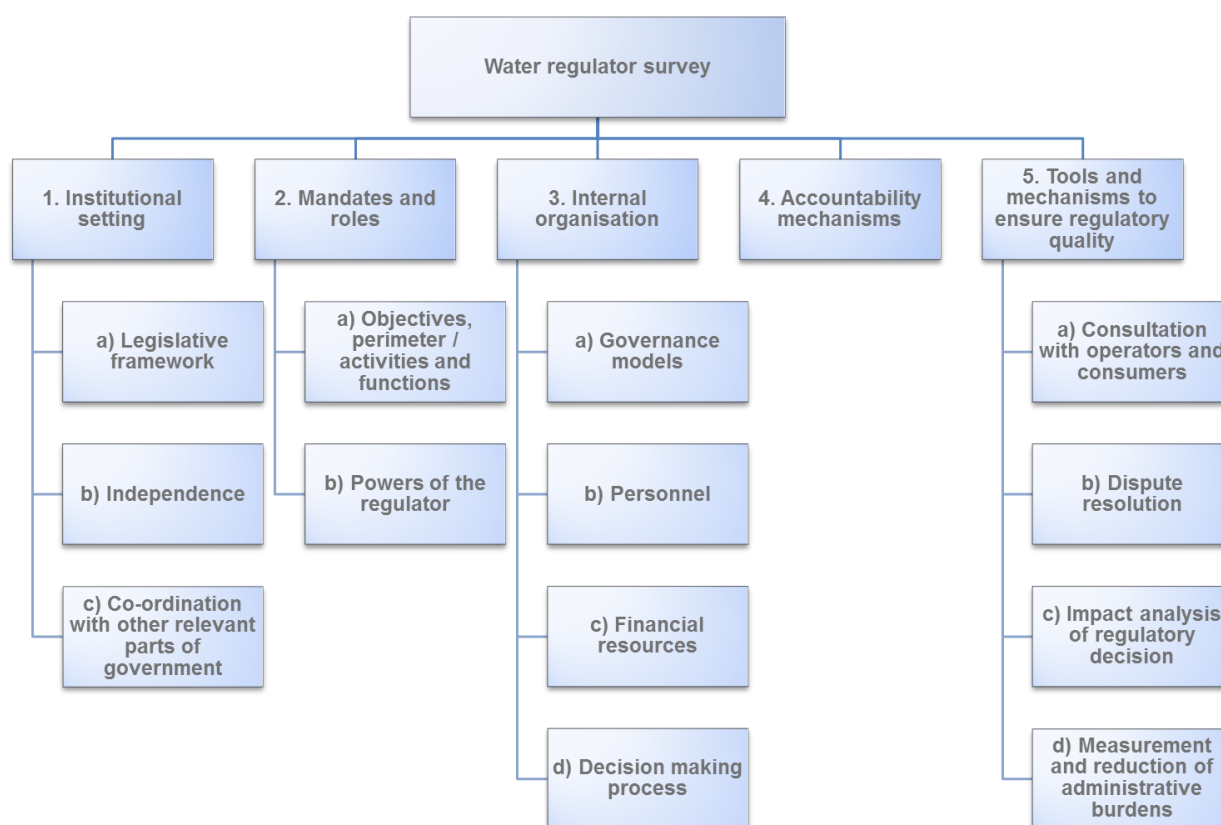 Water regulator survey
1. Institutional
setting
2. Mandates and
roles
3. Internal
organisation
4. Accountability
mechanisms
5. Tools and
mechanisms to
ensure regulatory
quality
a) Legislative
framework
b) Independence
c) Co-ordination
with other relevant
parts of
government
a) Objectives,
perimeter /
activities and
functions
b) Powers of the
regulator
a) Governance
models
b) Personnel
c) Financial
resources
d) Decision making
process
a) Consultation
with operators and
consumers
b) Dispute
resolution
c) Impact analysis
of regulatory
decision
d) Measurement
and reduction of
administrative
burdens